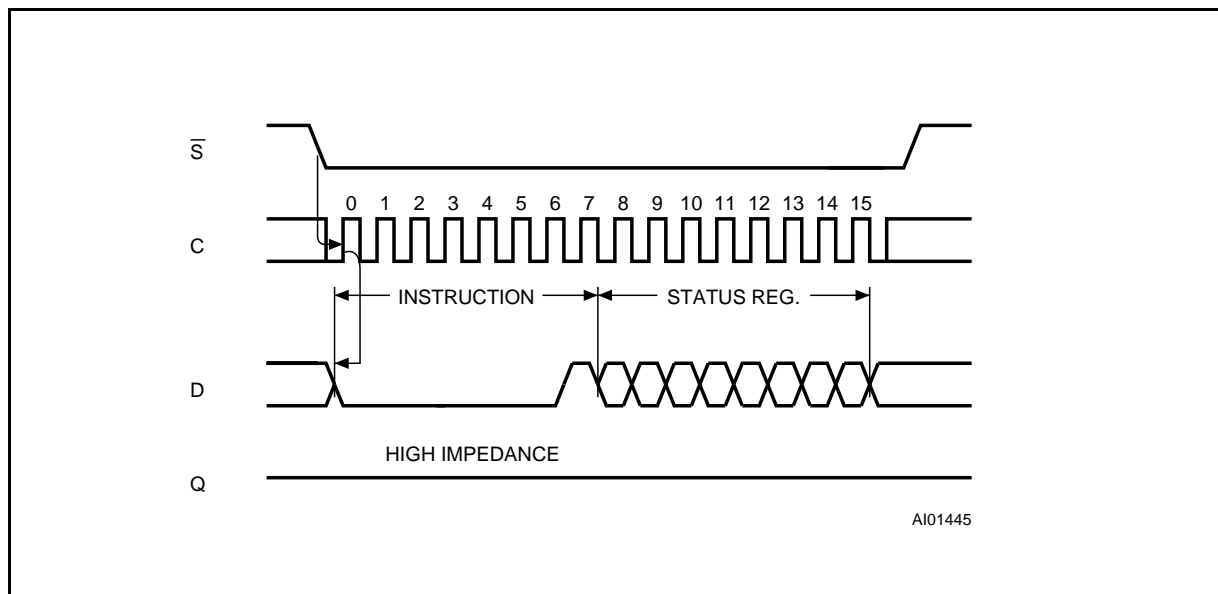 S̅
0 1 2 3 4 5 6 7 8 9 10 11 12 13 14 15
C
INSTRUCTION STATUS REG.
D
HIGH IMPEDANCE
Q
AI01445